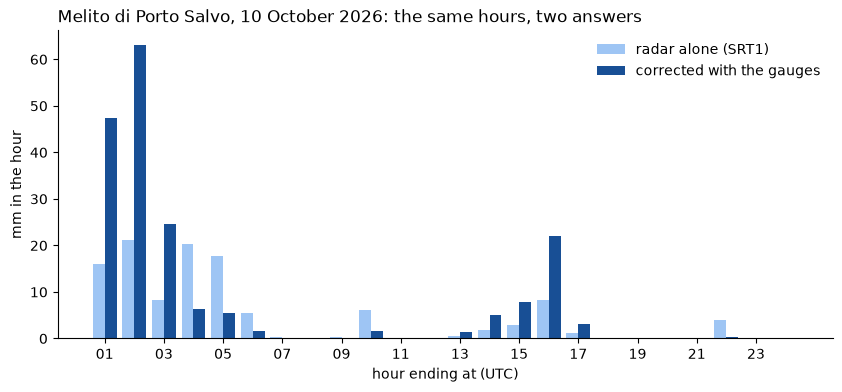 Melito di Porto Salvo, 10 October 2026: the same hours, two answers
radar alone (SRT1)
corrected with the gauges
mm in the hour
60
50
40
30
20
10
0
01 03 05 07 09 11 13 15 17 19 21 23
hour ending at (UTC)